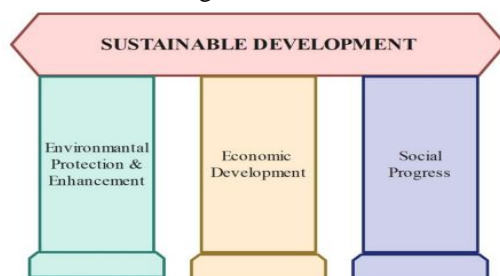 SUSTAINABLE DEVELOPMENT
Environmantal
Protection &
Enhancement
Economic
Development
Social
Progress